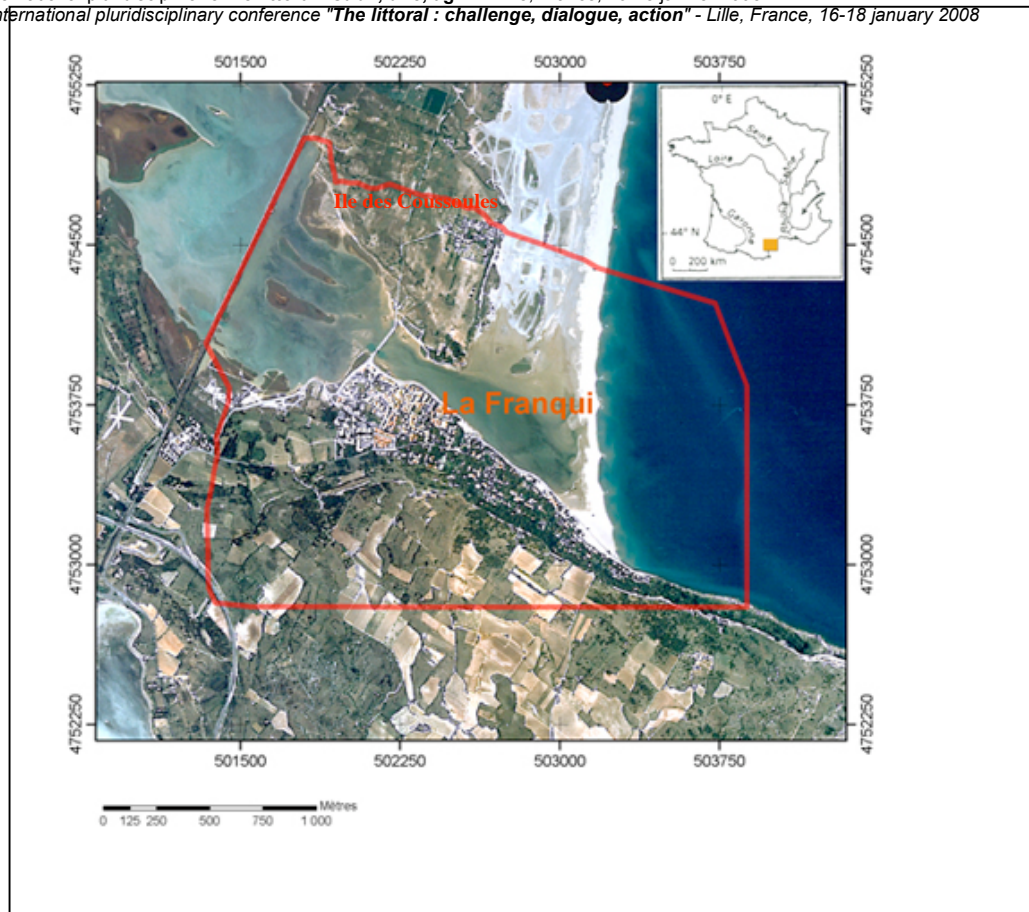 nternational pluridisciplinary conference "The littoral : challenge, dialogue, action" - Lille, France, 16-18 january 2008
501500 502250 503000 503750
4755250 4755250
0° E
Seine
Loire
Garonne
44° N
0 200 km
Ile des Coussoules
4754500 4754500
La Franqui
4753750 4753750
4753000 4753000
4752250 4752250
501500 502250 503000 503750
Mètres
0 125 250 500 750 1 000